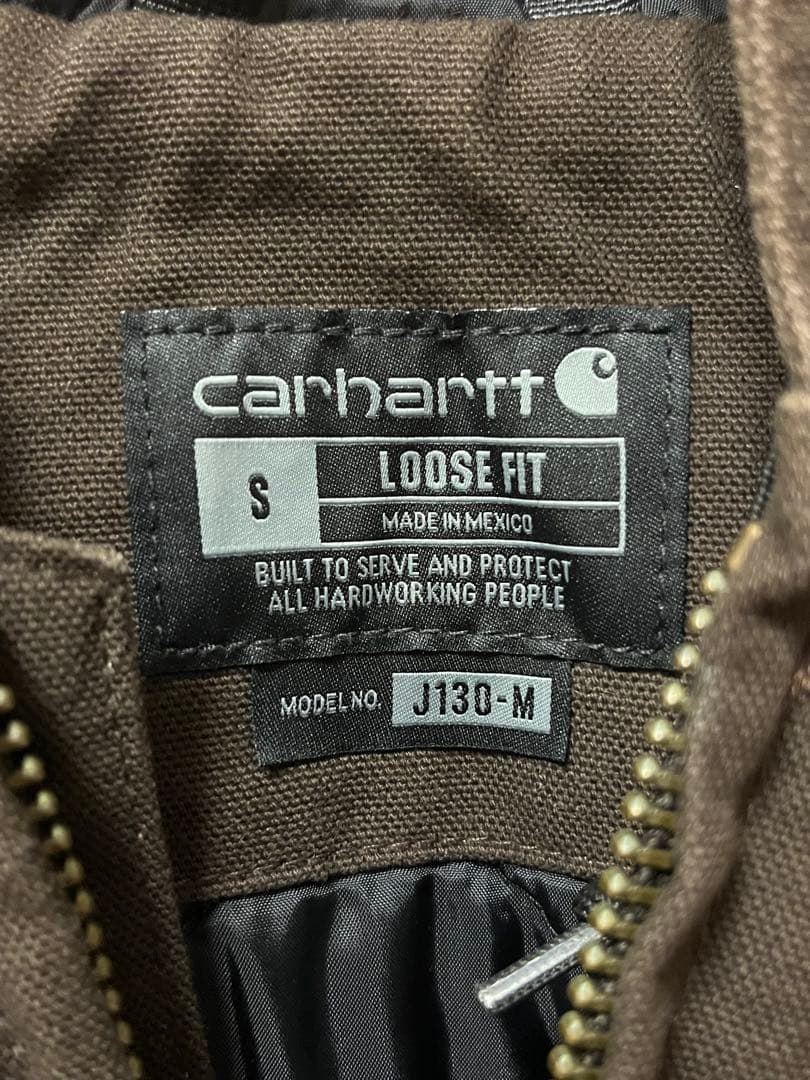 carhartt
S
LOOSE FIT
MADE IN MEXICO
BUILT TO SERVE AND PROTECT
ALL HARDWORKING PEOPLE
MODEL NO. J130-M